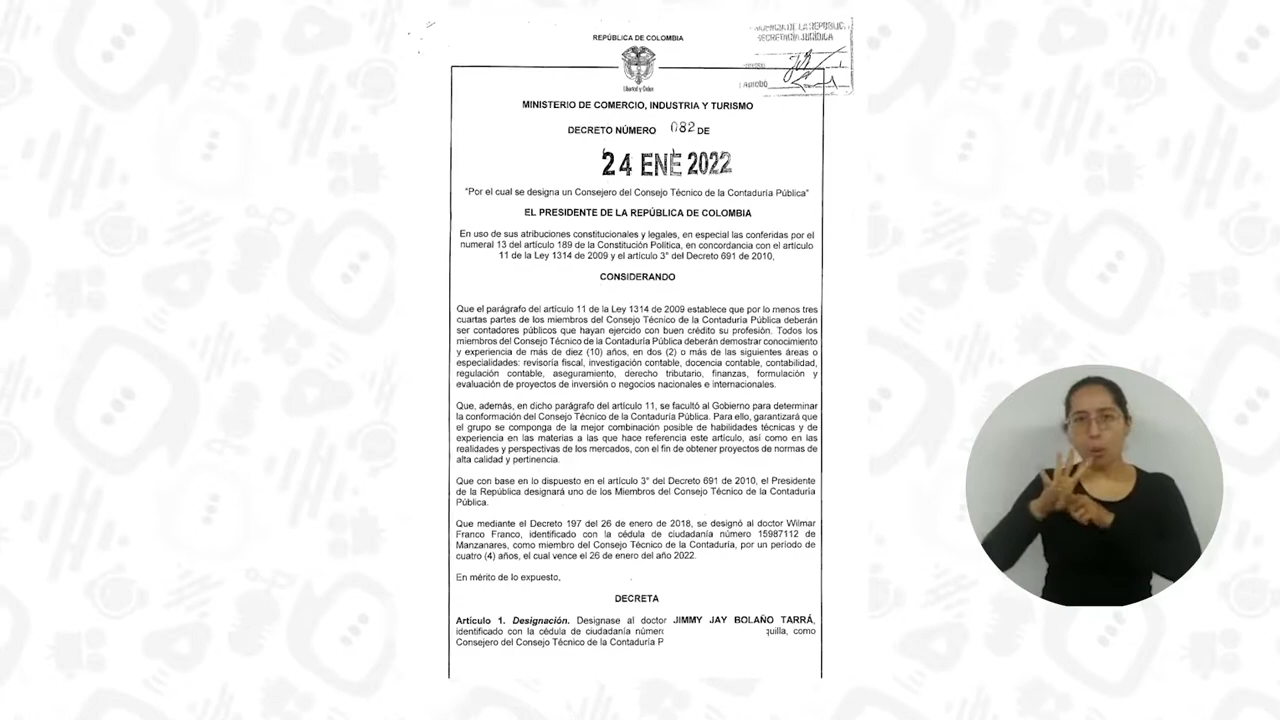 REPÚBLICA DE COLOMBIA
SECRETARÍA JURÍDICA
Aprobó
Libertad y Orden
MINISTERIO DE COMERCIO, INDUSTRIA Y TURISMO
DECRETO NÚMERO 082 DE
24 ENE 2022
"Por el cual se designa un Consejero del Consejo Técnico de la Contaduría Pública"
EL PRESIDENTE DE LA REPÚBLICA DE COLOMBIA
En uso de sus atribuciones constitucionales y legales, en especial las conferidas por el
numeral 13 del artículo 189 de la Constitución Política, en concordancia con el artículo
11 de la Ley 1314 de 2009 y el artículo 3° del Decreto 691 de 2010,
CONSIDERANDO
Que el parágrafo del artículo 11 de la Ley 1314 de 2009 establece que por lo menos tres
cuartas partes de los miembros del Consejo Técnico de la Contaduría Pública deberán
ser contadores públicos que hayan ejercido con buen crédito su profesión. Todos los
miembros del Consejo Técnico de la Contaduría Pública deberán demostrar conocimiento
y experiencia de más de diez (10) años, en dos (2) o más de las siguientes áreas o
especialidades: revisoría fiscal, investigación contable, docencia contable, contabilidad,
regulación contable, aseguramiento, derecho tributario, finanzas, formulación y
evaluación de proyectos de inversión o negocios nacionales e internacionales.
Que, además, en dicho parágrafo del artículo 11, se facultó al Gobierno para determinar
la conformación del Consejo Técnico de la Contaduría Pública. Para ello, garantizará que
el grupo se componga de la mejor combinación posible de habilidades técnicas y de
experiencia en las materias a las que hace referencia este artículo, así como en las
realidades y perspectivas de los mercados, con el fin de obtener proyectos de normas de
alta calidad y pertinencia.
Que con base en lo dispuesto en el artículo 3° del Decreto 691 de 2010, el Presidente
de la República designará uno de los Miembros del Consejo Técnico de la Contaduría
Pública.
Que mediante el Decreto 197 del 26 de enero de 2018, se designó al doctor Wilmar
Franco Franco, identificado con la cédula de ciudadanía número 15987112 de
Manzanares, como miembro del Consejo Técnico de la Contaduría, por un período de
cuatro (4) años, el cual vence el 26 de enero del año 2022.
En mérito de lo expuesto,
DECRETA
Artículo 1. Designación. Desígnase al doctor JIMMY JAY BOLAÑO TARRÁ,
identificado con la cédula de ciudadanía número quilla, como
Consejero del Consejo Técnico de la Contaduría P